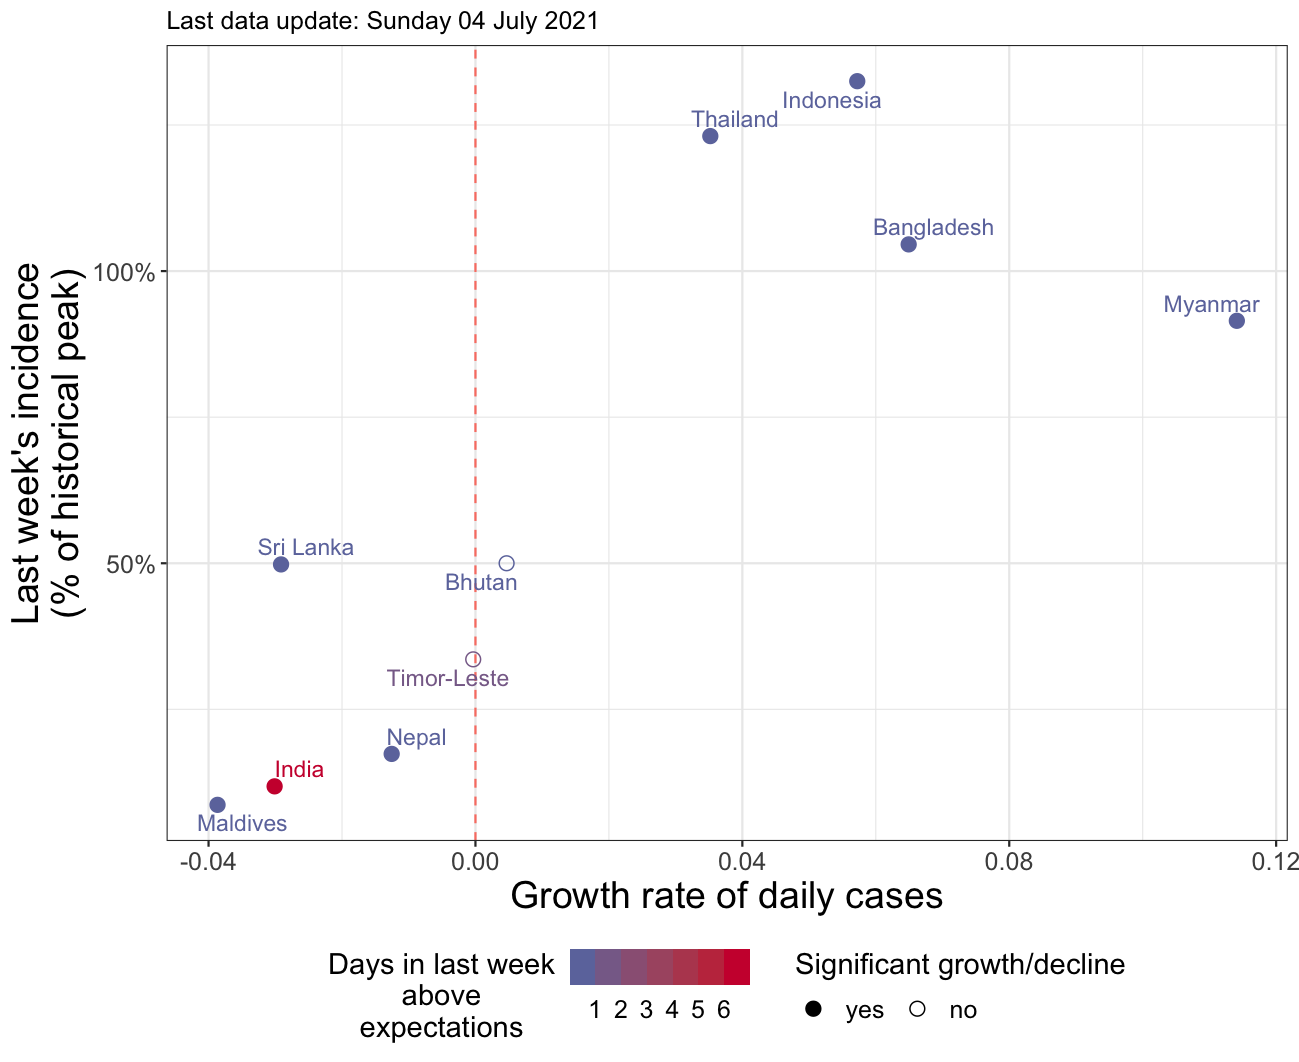 Last data update: Sunday 04 July 2021
Last week's incidence
(% of historical peak)
100%
50%
Indonesia
Thailand
Bangladesh
Myanmar
Sri Lanka
Bhutan
Timor-Leste
Nepal
India
Maldives
-0.04 0.00 0.04 0.08 0.12
Growth rate of daily cases
Days in last week
above
expectations
1 2 3 4 5 6
Significant growth/decline
yes no